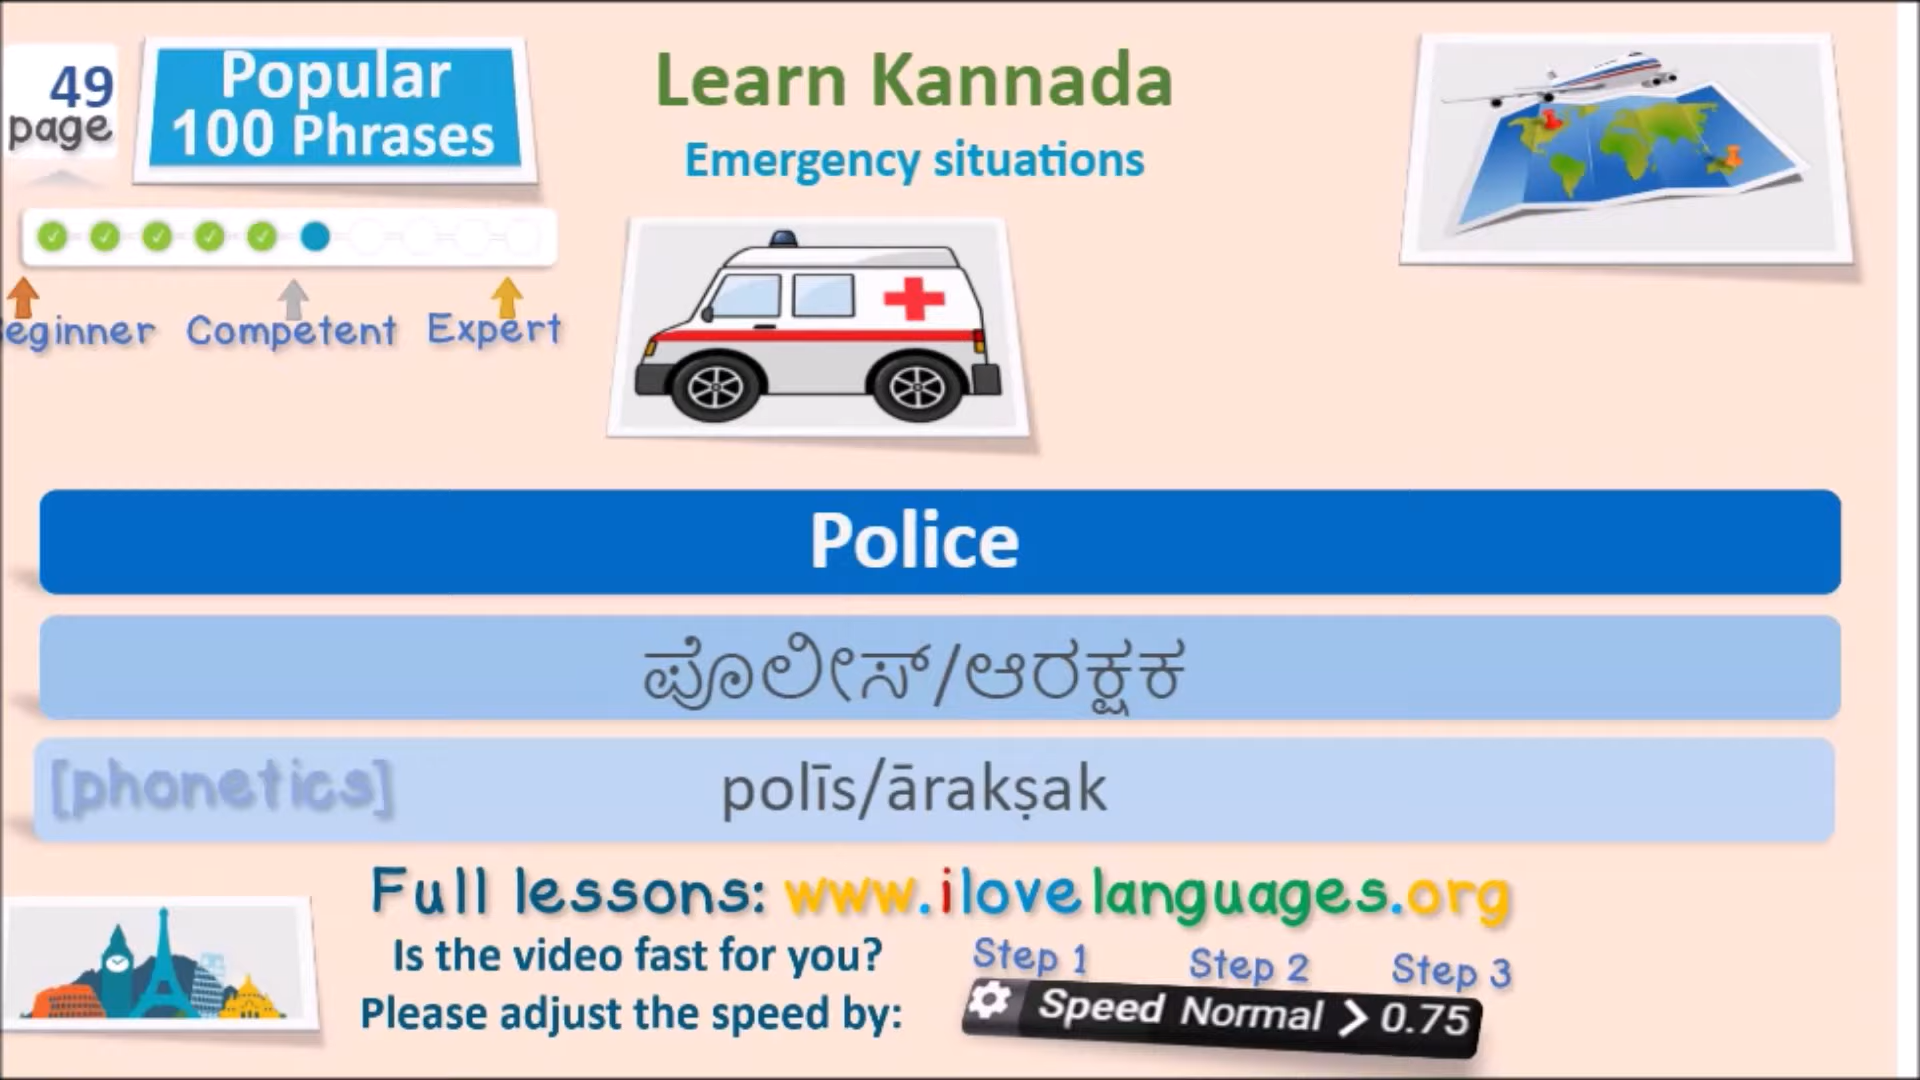 49
page
Popular
100 Phrases
Learn Kannada
Emergency situations
eginner Competent Expert
Police
ಪೊಲೀಸ್/ಆರಕ್ಷಕ
[phonetics] polīs/ārakṣak
Full lessons: www.ilovelanguages.org
Is the video fast for you?
Please adjust the speed by:
Step 1 Step 2 Step 3
Speed Normal > 0.75